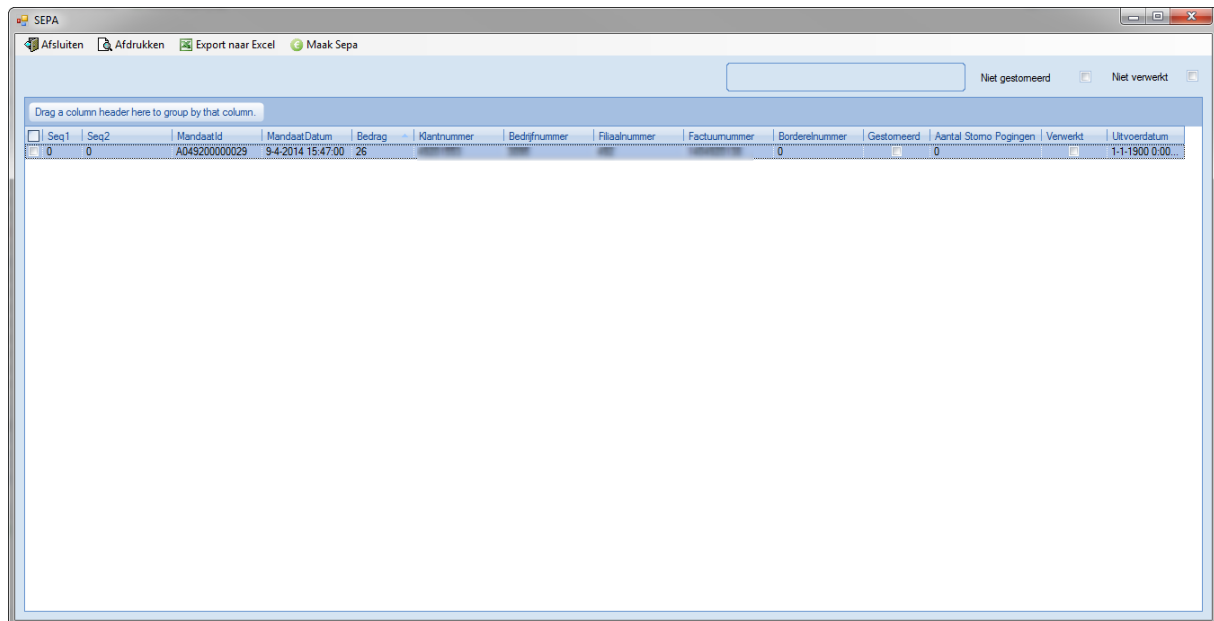 SEPA
Afsluiten Afdrukken Export naar Excel Maak Sepa
Niet gestorneerd Niet verwerkt
Drag a column header here to group by that column.
Seq1 Seq2 MandaatId MandaatDatum Bedrag Klantnummer Bedrijfnummer Filiaalnummer Factuurnummer Borderelnummer Gestorneerd Aantal Storno Pogingen Verwerkt Uitvoerdatum
0 0 A049200000029 9-4-2014 15:47:00 26 0 0 1-1-1900 0:00...